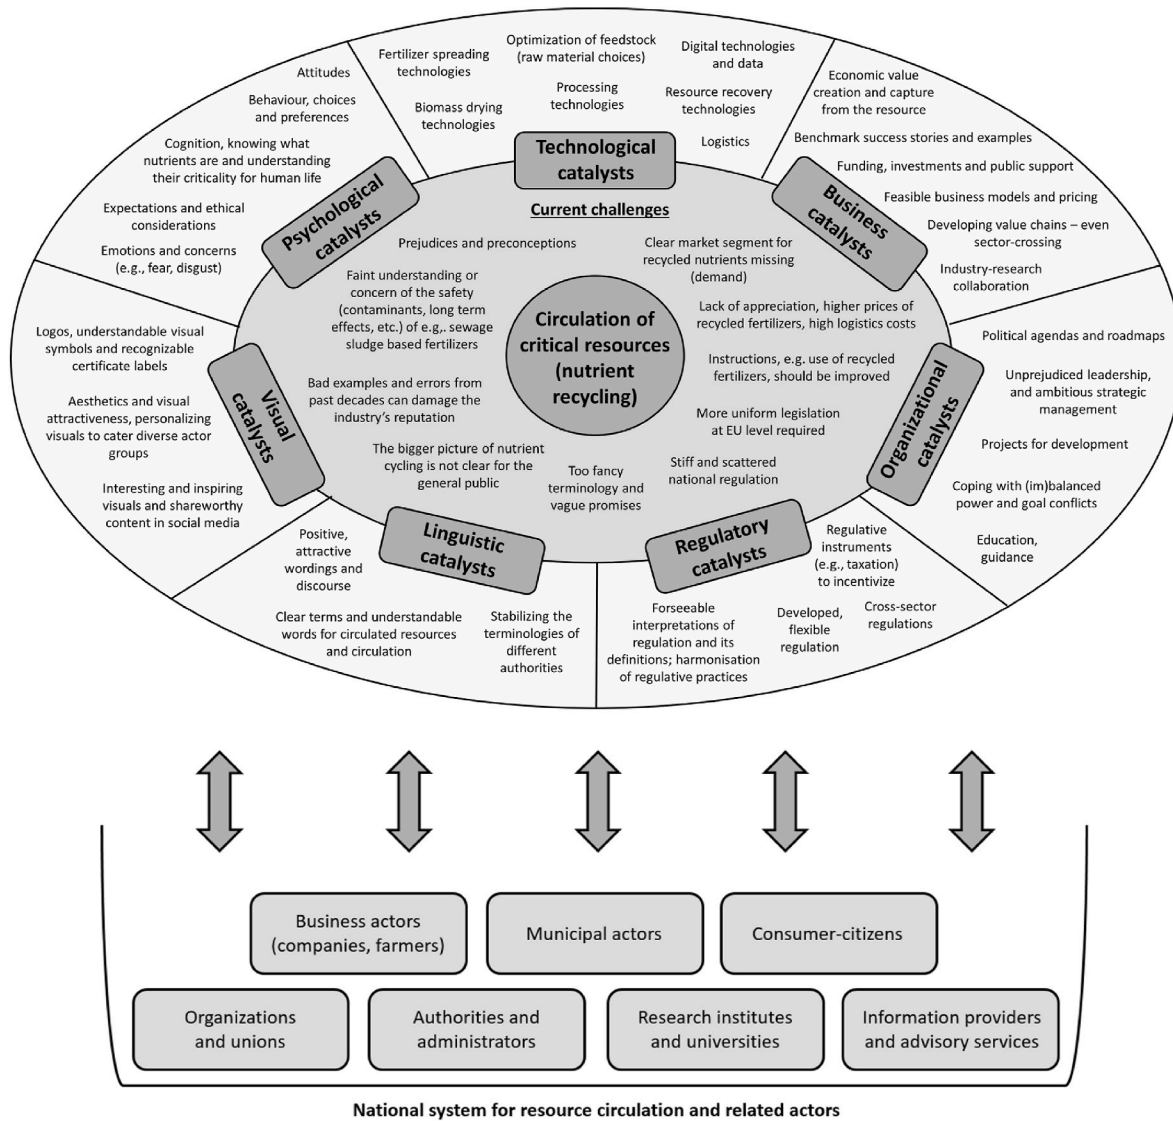 Attitudes
Behaviour, choices
and preferences
Cognition, knowing what
nutrients are and understanding
their criticality for human life
Expectations and ethical
considerations
Emotions and concerns
(e.g., fear, disgust)
Psychological
catalysts
Fertilizer spreading
technologies
Optimization of feedstock
(raw material choices)
Digital technologies
and data
Biomass drying
technologies
Processing
technologies
Resource recovery
technologies
Logistics
Technological
catalysts
Economic value
creation and capture
from the resource
Benchmark success stories and examples
Funding, investments and public support
Feasible business models and pricing
Developing value chains – even
sector-crossing
Industry-research
collaboration
Business
catalysts
Political agendas and roadmaps
Unprejudiced leadership,
and ambitious strategic
management
Projects for development
Coping with (im)balanced
power and goal conflicts
Education,
guidance
Organizational
catalysts
Regulative
instruments
(e.g., taxation)
to incentivize
Cross-sector
regulations
Developed,
flexible
regulation
Forseeable
interpretations of
regulation and its
definitions; harmonisation
of regulative practices
Regulatory
catalysts
Positive,
attractive
wordings and
discourse
Clear terms and understandable
words for circulated resources
and circulation
Stabilizing the
terminologies of
different
authorities
Linguistic
catalysts
Logos, understandable visual
symbols and recognizable
certificate labels
Aesthetics and visual
attractiveness, personalizing
visuals to cater diverse actor
groups
Interesting and inspiring
visuals and shareworthy
content in social media
Visual
catalysts
Current challenges
Prejudices and preconceptions
Faint understanding or
concern of the safety
(contaminants, long term
effects, etc.) of e.g,. sewage
sludge based fertilizers
Bad examples and errors from
past decades can damage the
industry’s reputation
The bigger picture of nutrient
cycling is not clear for the
general public
Too fancy
terminology and
vague promises
Clear market segment for
recycled nutrients missing
(demand)
Lack of appreciation, higher prices of
recycled fertilizers, high logistics costs
Instructions, e.g. use of recycled
fertilizers, should be improved
More uniform legislation
at EU level required
Stiff and scattered
national regulation
Circulation of
critical resources
(nutrient
recycling)
Business actors
(companies, farmers)
Municipal actors
Consumer-citizens
Organizations
and unions
Authorities and
administrators
Research institutes
and universities
Information providers
and advisory services
National system for resource circulation and related actors